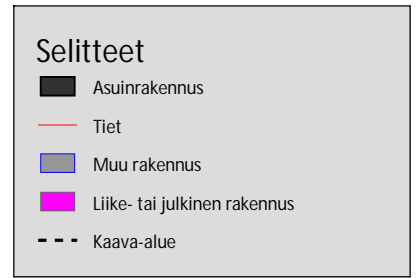 Selitteet
Asuinrakennus
Tiet
Muu rakennus
Liike- tai julkinen rakennus
Kaava-alue